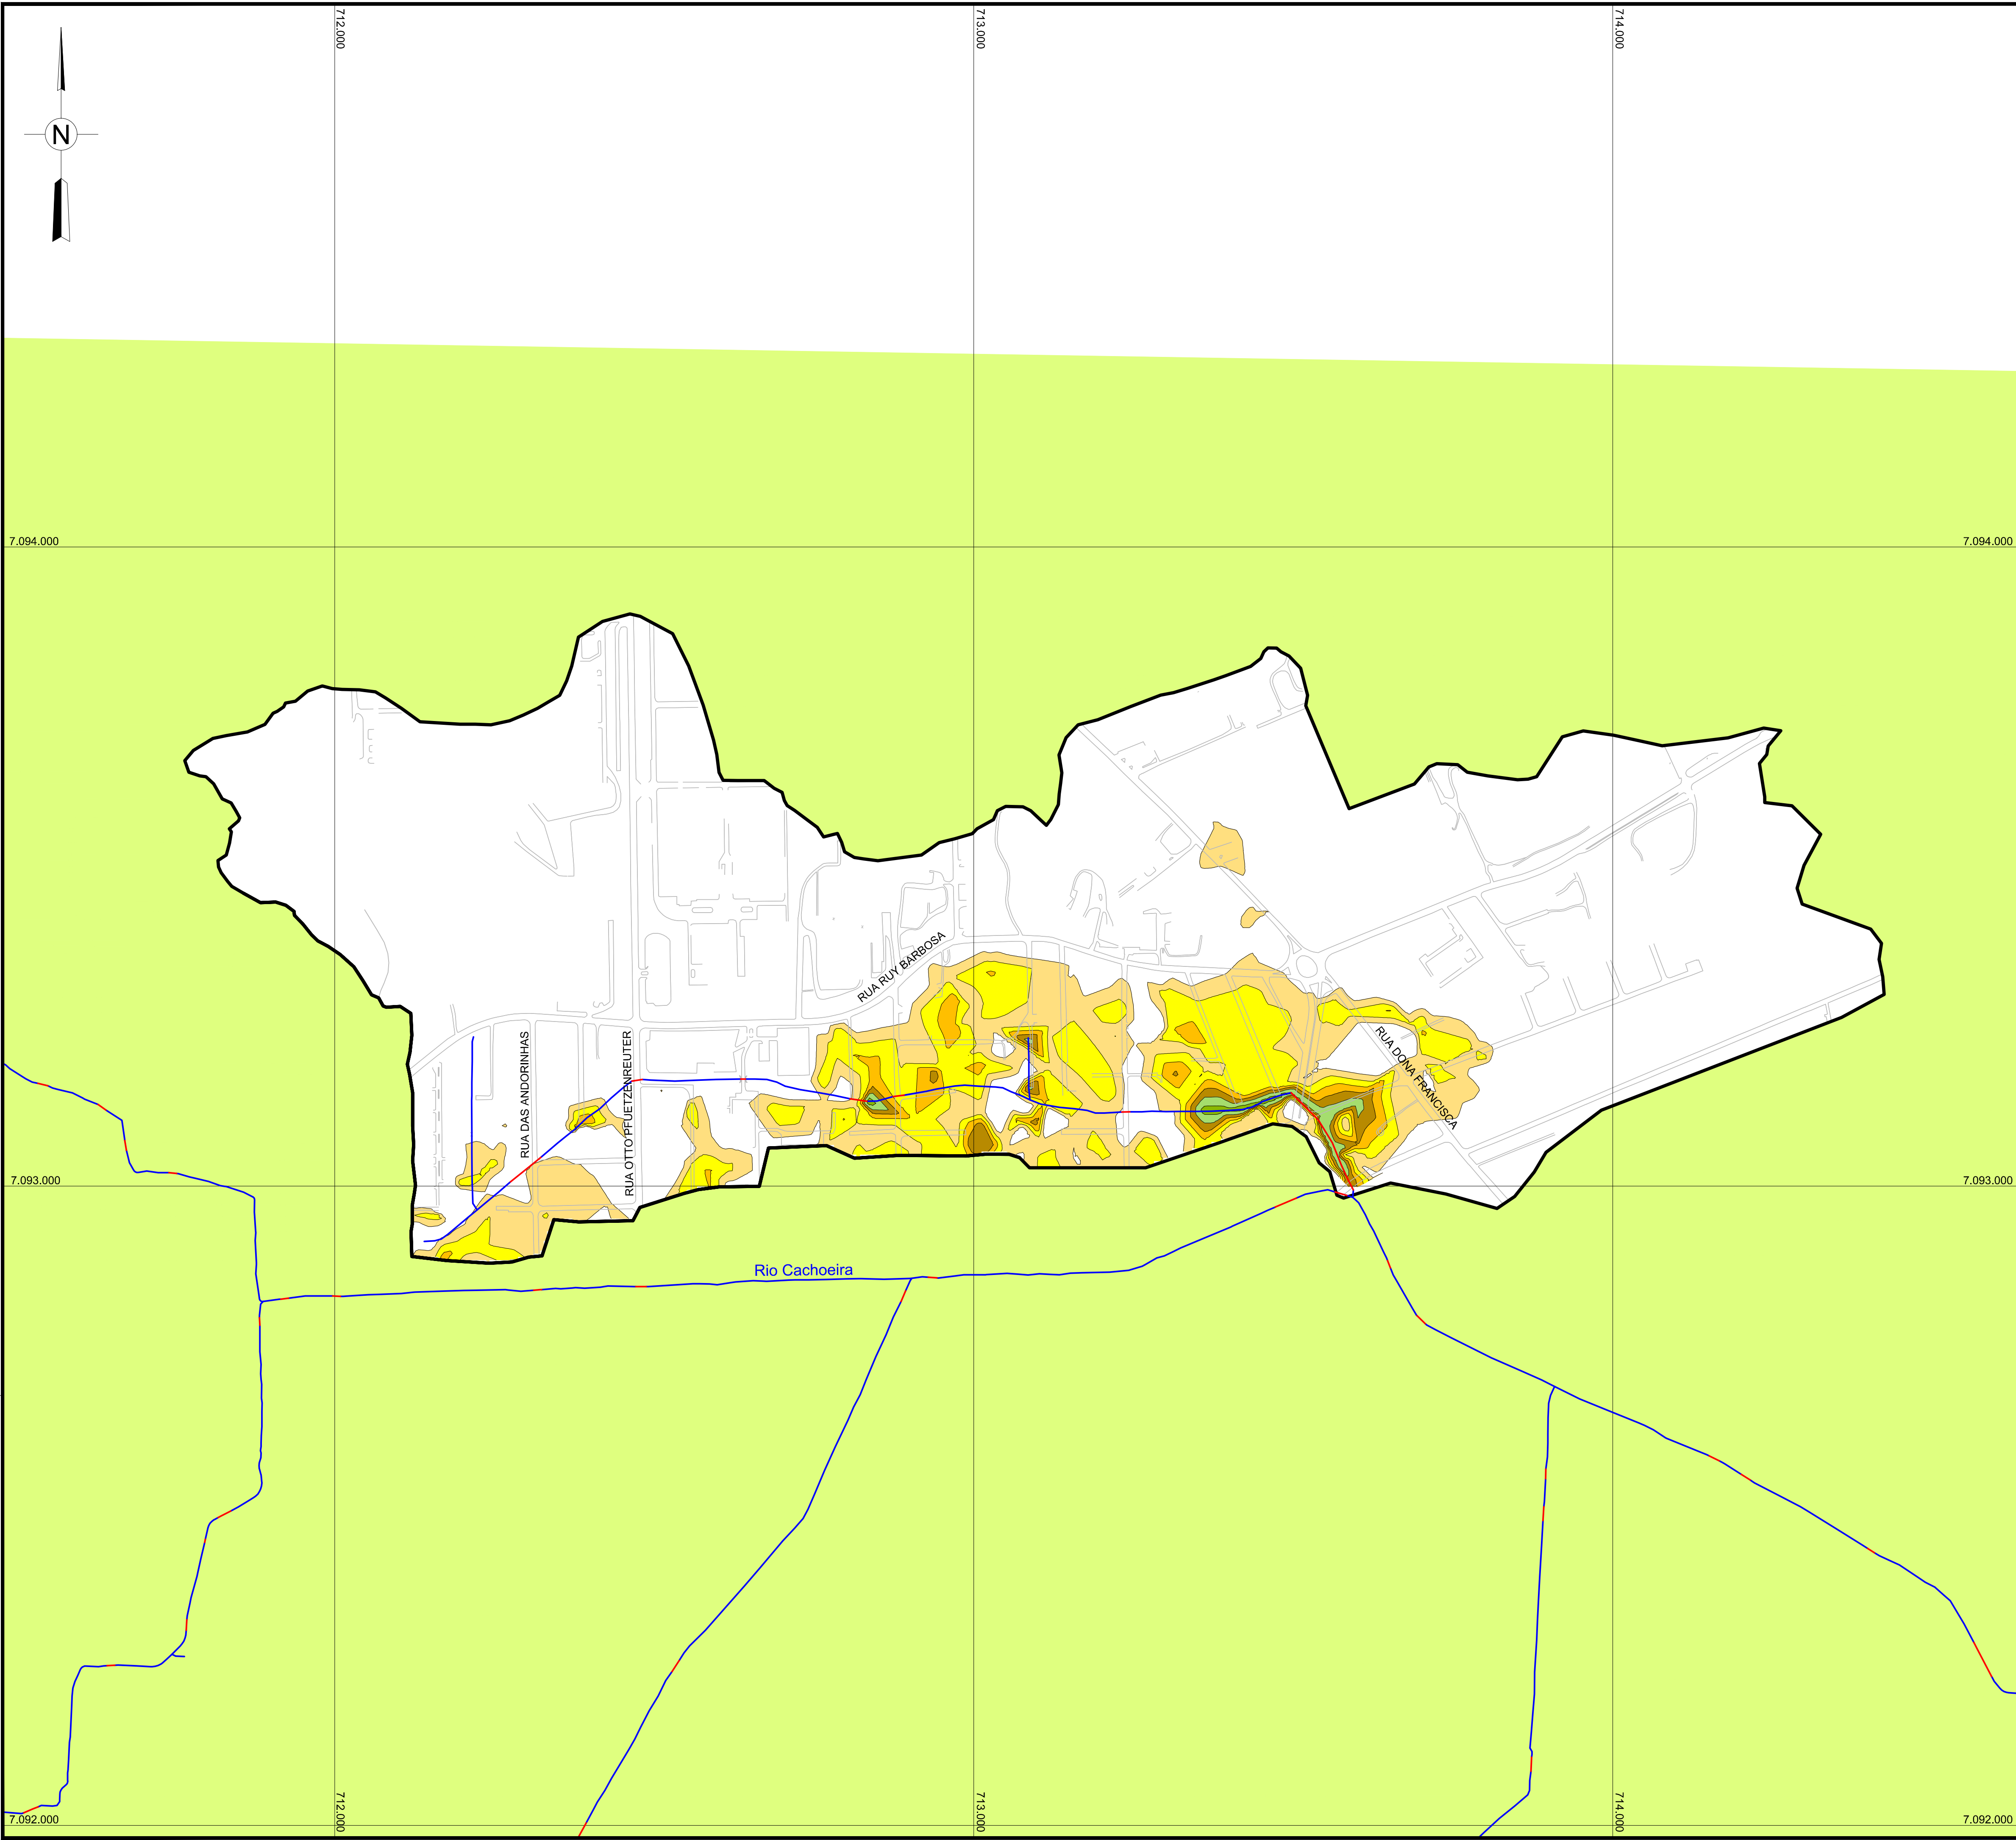 712.000
713.000
714.000
N
7.094.000
7.094.000
RUA RUY BARBOSA
RUA DAS ANDORINHAS
RUA OTTO PFUETZENREUTER
RUA DONA FRANCISCA
7.093.000
7.093.000
Rio Cachoeira
712.000
713.000
714.000
7.092.000
7.092.000